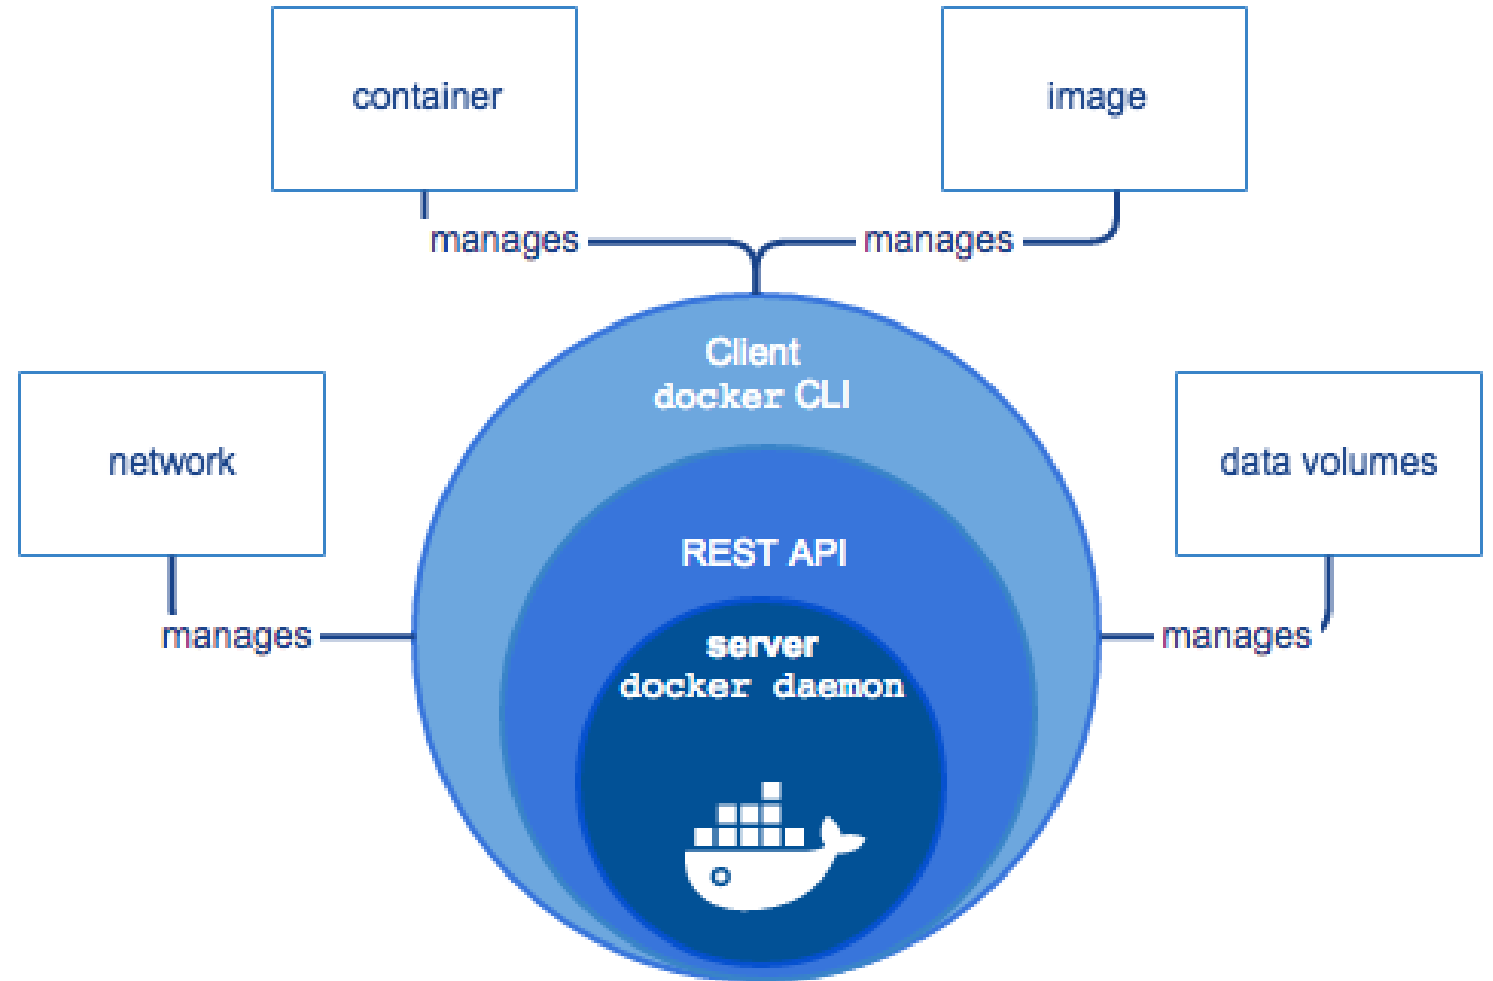 container
image
manages
manages
Client
docker CLI
network
data volumes
REST API
manages
server
docker daemon
manages